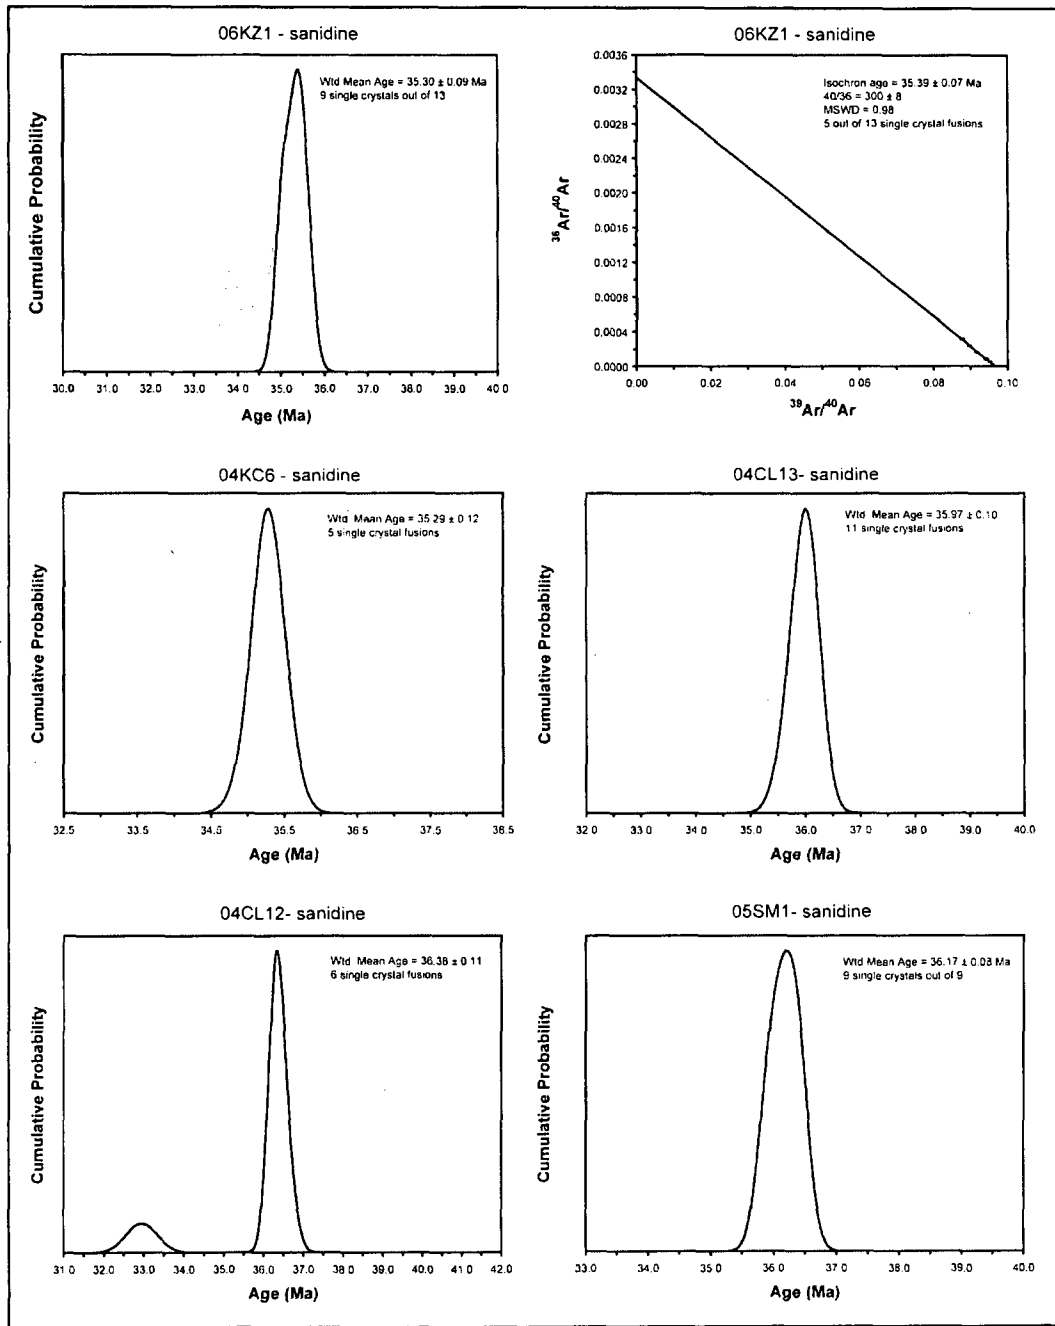 06KZ1 - sanidine
Wtd Mean Age = 35.30 ± 0.09 Ma
9 single crystals out of 13
Cumulative Probability
30.0 31.0 32.0 33.0 34.0 35.0 36.0 37.0 38.0 39.0 40.0
Age (Ma)
06KZ1 - sanidine
Isochron age = 35.39 ± 0.07 Ma
40/36 = 300 ± 8
MSWD = 0.98
5 out of 13 single crystal fusions
0.0036
0.0032
0.0028
0.0024
0.0020
0.0016
0.0012
0.0008
0.0004
0.0000
36Ar/40Ar
0.00 0.02 0.04 0.06 0.08 0.10
39Ar/40Ar
04KC6 - sanidine
Wtd Mean Age = 35.29 ± 0.12
5 single crystal fusions
Cumulative Probability
32.5 33.5 34.5 35.5 36.5 37.5 38.5
Age (Ma)
04CL13- sanidine
Wtd Mean Age = 35.97 ± 0.10
11 single crystal fusions
Cumulative Probability
32.0 33.0 34.0 35.0 36.0 37.0 38.0 39.0 40.0
Age (Ma)
04CL12- sanidine
Wtd Mean Age = 36.38 ± 0.11
6 single crystal fusions
Cumulative Probability
31.0 32.0 33.0 34.0 35.0 36.0 37.0 38.0 39.0 40.0 41.0 42.0
Age (Ma)
05SM1- sanidine
Wtd Mean Age = 36.17 ± 0.08 Ma
9 single crystals out of 9
Cumulative Probability
33.0 34.0 35.0 36.0 37.0 38.0 39.0 40.0
Age (Ma)